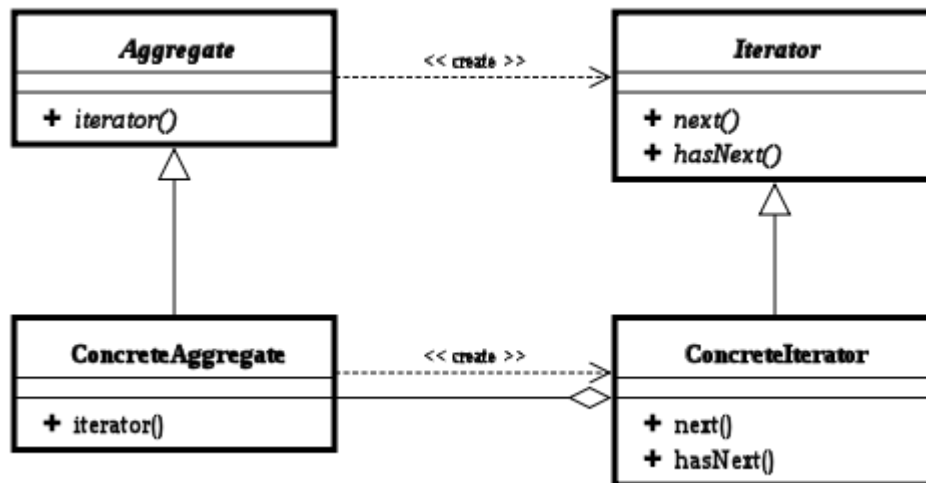 Aggregate
<< create >>
Iterator
+ iterator()
+ next()
+ hasNext()
ConcreteAggregate
<< create >>
ConcreteIterator
+ iterator()
+ next()
+ hasNext()